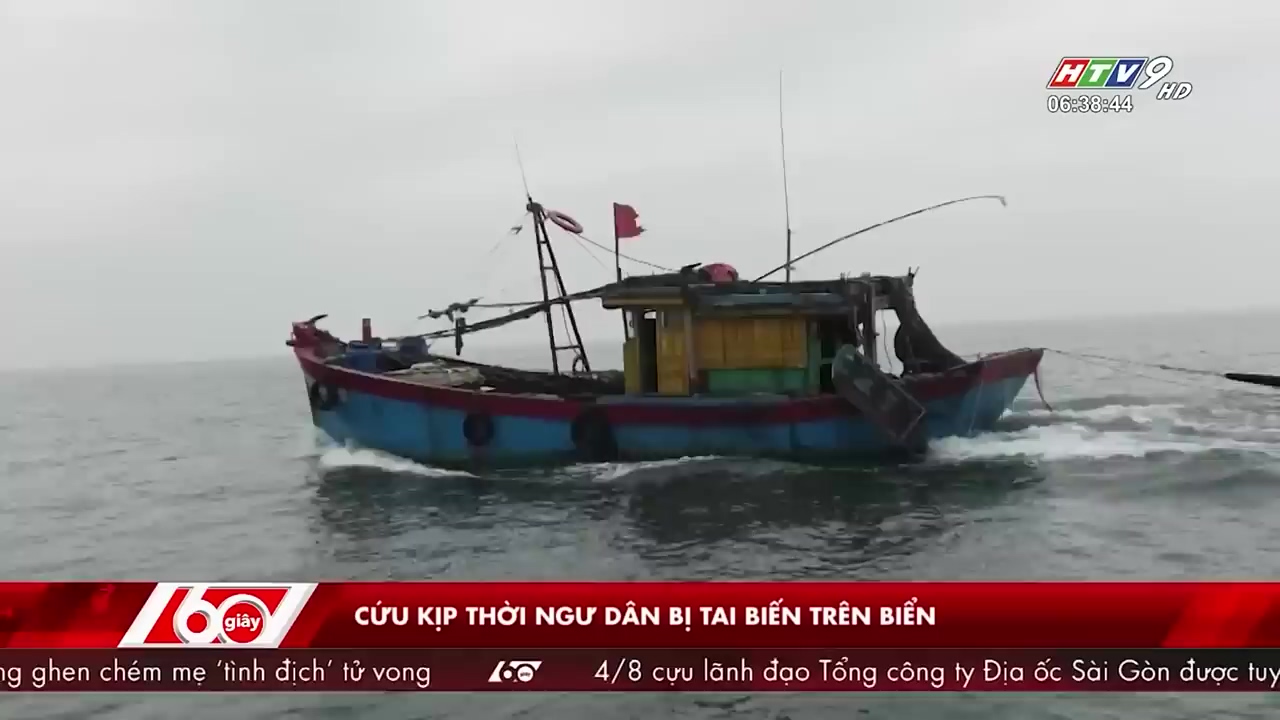 HTV9 HD
06:38:44
60 giây
CỨU KỊP THỜI NGƯ DÂN BỊ TAI BIẾN TRÊN BIỂN
ghen chém mẹ ‘tình địch’ tử vong
60 giây
4/8 cựu lãnh đạo Tổng công ty Địa ốc Sài Gòn được